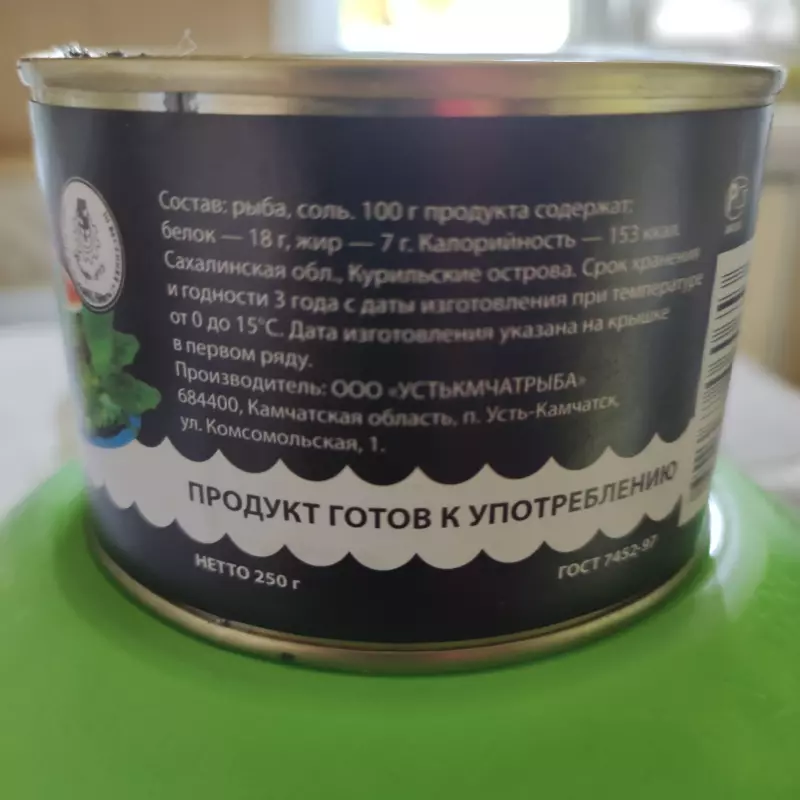 Состав: рыба, соль. 100 г продукта содержат:
белок — 18 г, жир — 7 г. Калорийность — 153 ккал.
Сахалинская обл., Курильские острова. Срок хранения
и годности 3 года с даты изготовления при температуре
от 0 до 15°С. Дата изготовления указана на крышке
в первом ряду.
Производитель: ООО «УСТЬКМЧАТРЫБА»
684400, Камчатская область, п. Усть-Камчатск,
ул. Комсомольская, 1.
ПРОДУКТ ГОТОВ К УПОТРЕБЛЕНИЮ
НЕТТО 250 г
ГОСТ 7452-97